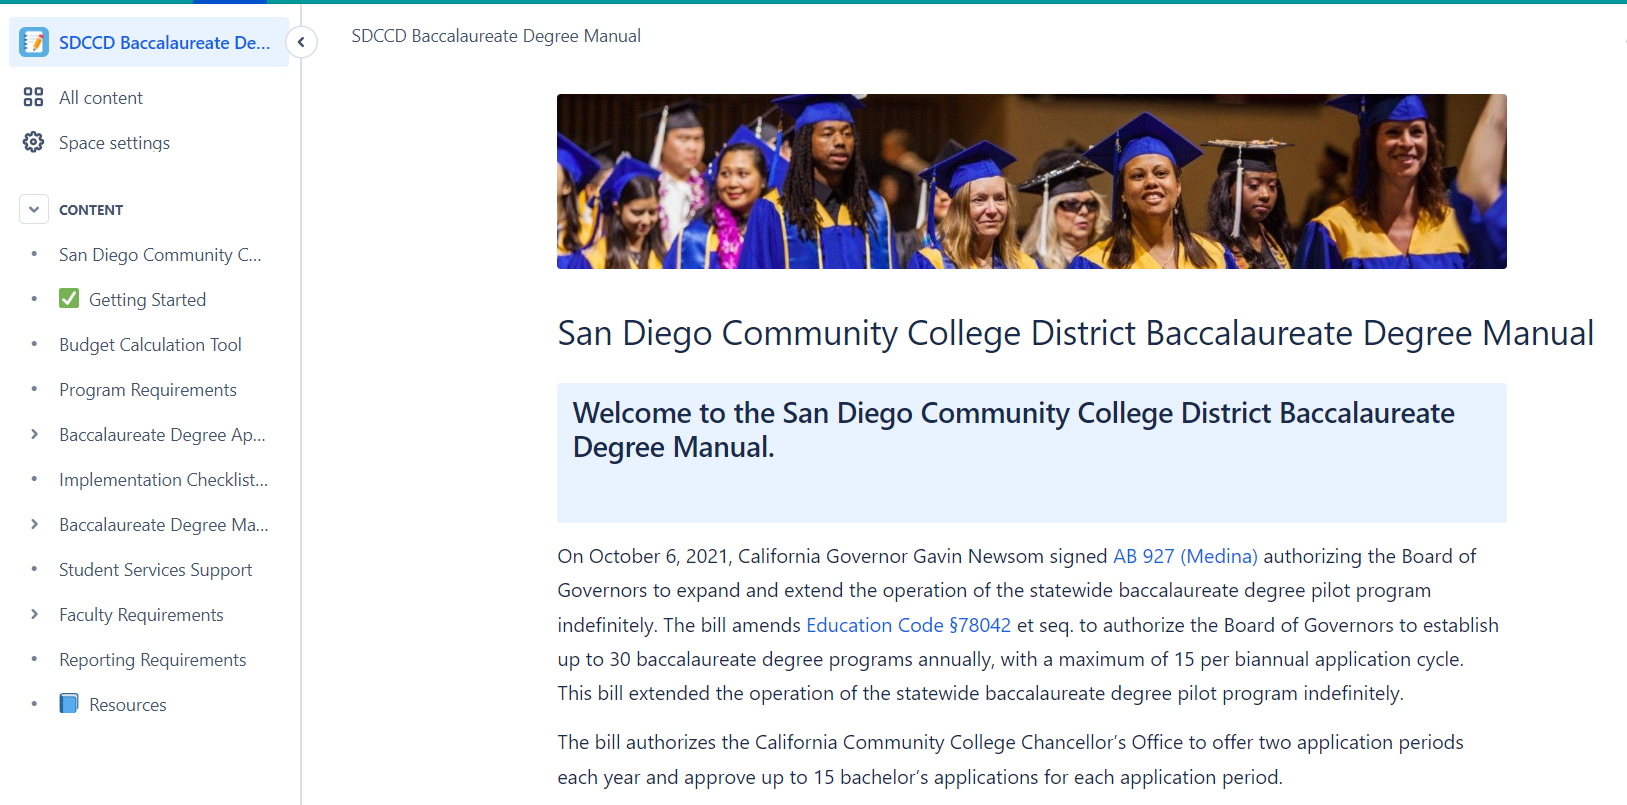 SDCCD Baccalaureate De...
All content
Space settings
CONTENT
San Diego Community C...
Getting Started
Budget Calculation Tool
Program Requirements
Baccalaureate Degree Ap...
Implementation Checklist...
Baccalaureate Degree Ma...
Student Services Support
Faculty Requirements
Reporting Requirements
Resources
SDCCD Baccalaureate Degree Manual
San Diego Community College District Baccalaureate Degree Manual
Welcome to the San Diego Community College District Baccalaureate
Degree Manual.
On October 6, 2021, California Governor Gavin Newsom signed AB 927 (Medina) authorizing the Board of
Governors to expand and extend the operation of the statewide baccalaureate degree pilot program
indefinitely. The bill amends Education Code §78042 et seq. to authorize the Board of Governors to establish
up to 30 baccalaureate degree programs annually, with a maximum of 15 per biannual application cycle.
This bill extended the operation of the statewide baccalaureate degree pilot program indefinitely.
The bill authorizes the California Community College Chancellor’s Office to offer two application periods
each year and approve up to 15 bachelor’s applications for each application period.